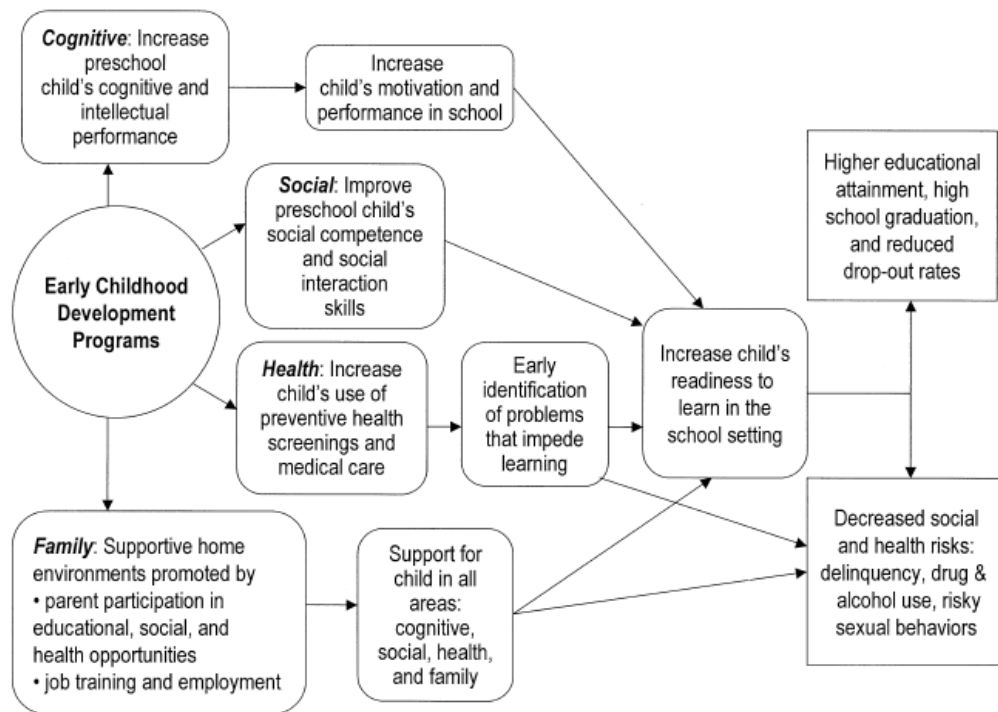 Cognitive: Increase
preschool
child's cognitive and
intellectual
performance
Increase
child's motivation and
performance in school
Higher educational
attainment, high
school graduation,
and reduced
drop-out rates
Social: Improve
preschool child's
social competence
and social
interaction
skills
Early Childhood
Development
Programs
Health: Increase
child's use of
preventive health
screenings and
medical care
Early
identification of
problems
that impede
learning
Increase child's
readiness to
learn in the
school setting
Family: Supportive home
environments promoted by
• parent participation in
educational, social, and
health opportunities
• job training and employment
Support for
child in all
areas:
cognitive,
social, health,
and family
Decreased social
and health risks:
delinquency, drug &
alcohol use, risky
sexual behaviors